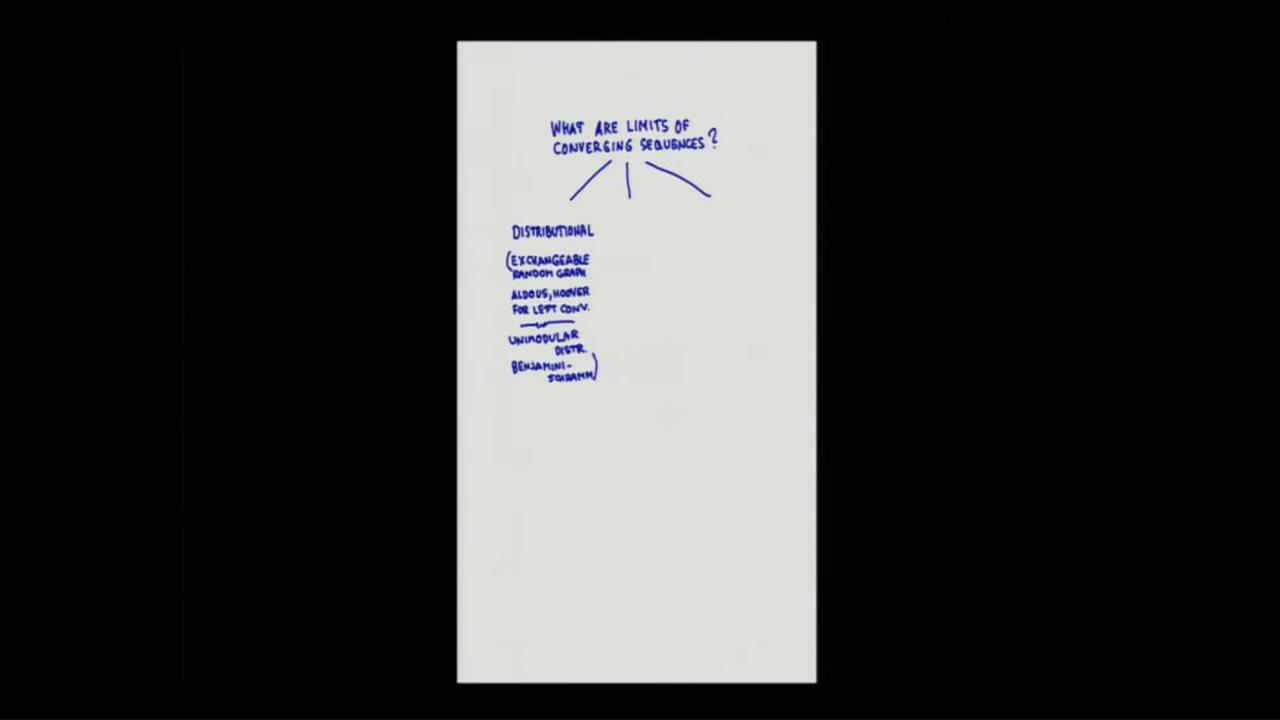 WHAT ARE LIMITS OF
CONVERGING SEQUENCES?
DISTRIBUTIONAL
(EXCHANGEABLE
RANDOM GRAPH
ALDOUS, HOOVER
FOR LEFT CONV.
UNIMODULAR
DISTR.
BENJAMINI-
SCHRAMM)